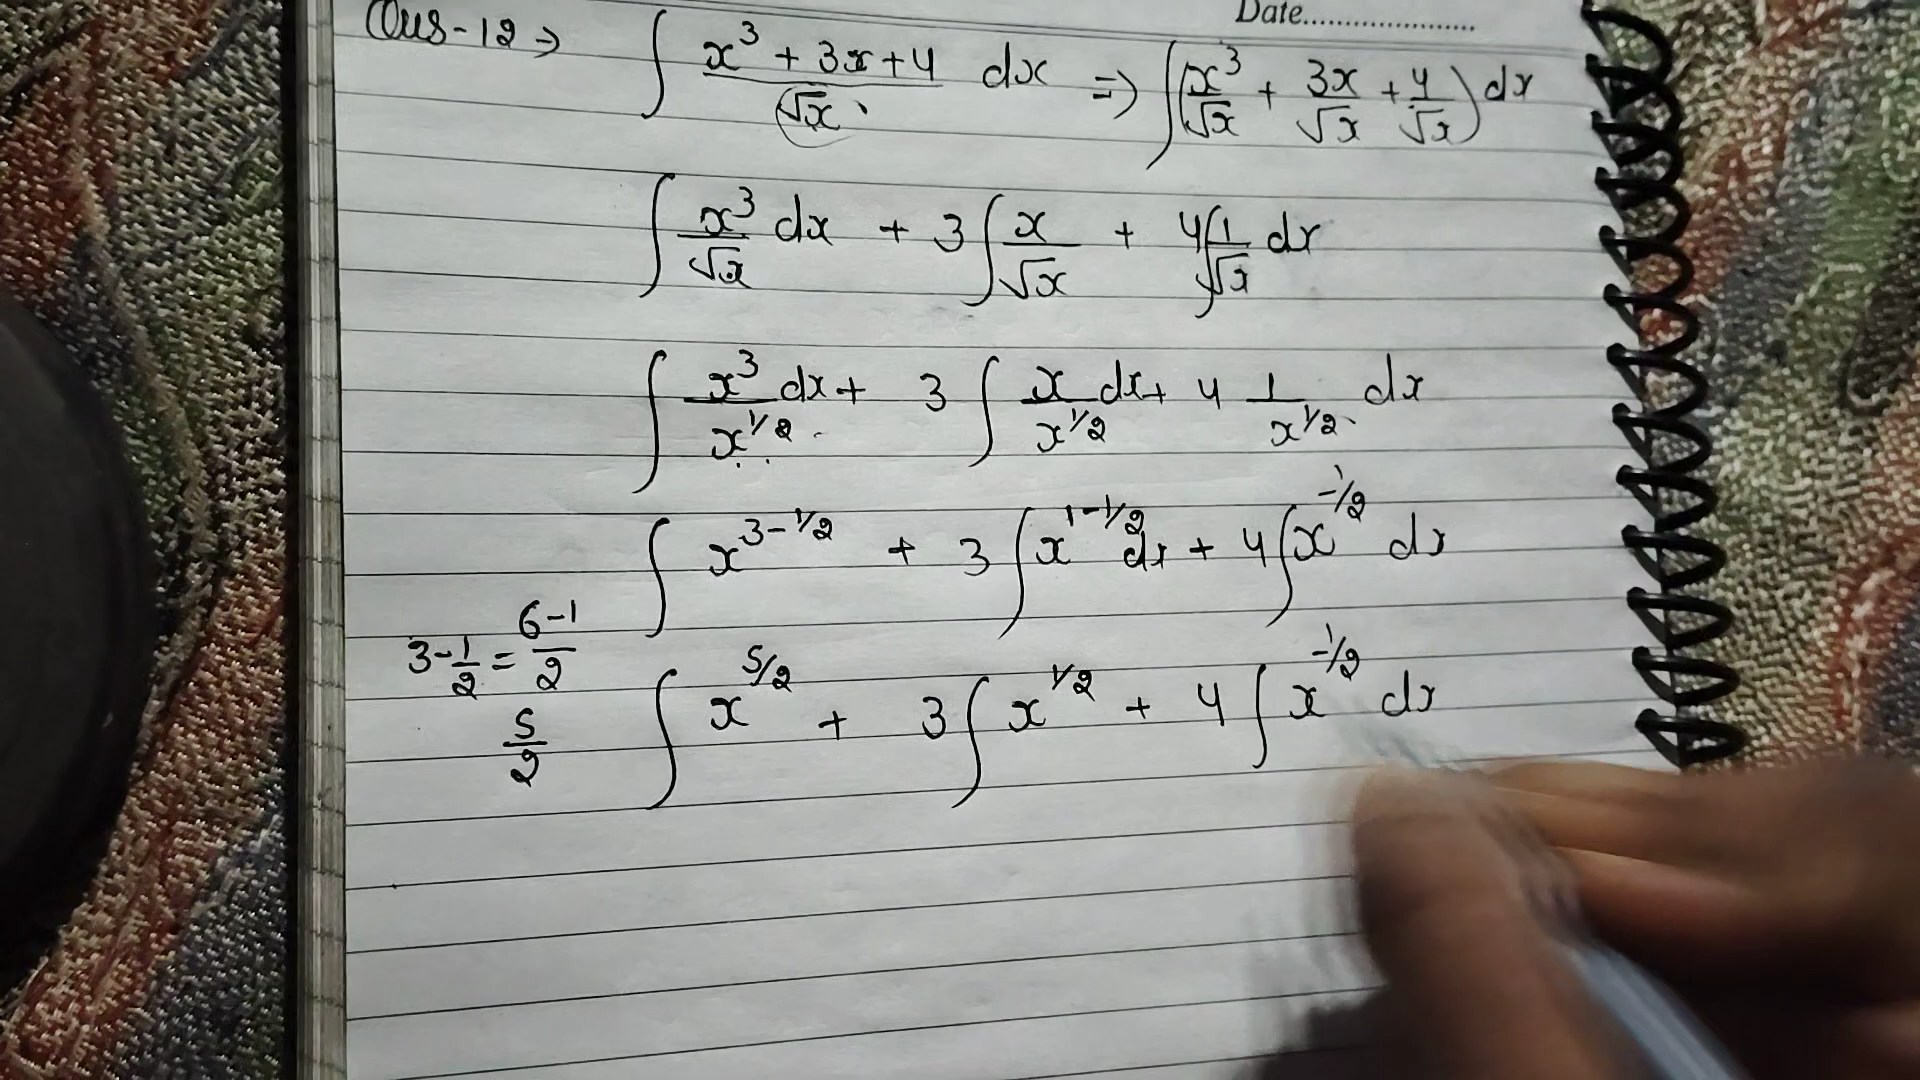 Date.....................
Ques-12 → ∫ x³ + 3x + 4 / √x dx ⇒ ∫(x³/√x + 3x/√x + 4/√x) dx
∫ x³/√x dx + 3∫ x/√x + 4∫ 1/√x dx
∫ x³/x^1/2 dx + 3 ∫ x/x^1/2 dx + 4 1/x^1/2 dx
∫ x^3-1/2 + 3 ∫ x^1-1/2 dx + 4 ∫ x^-1/2 dx
3-1/2 = 6-1/2
5/2
∫ x^5/2 + 3 ∫ x^1/2 + 4 ∫ x^-1/2 dx